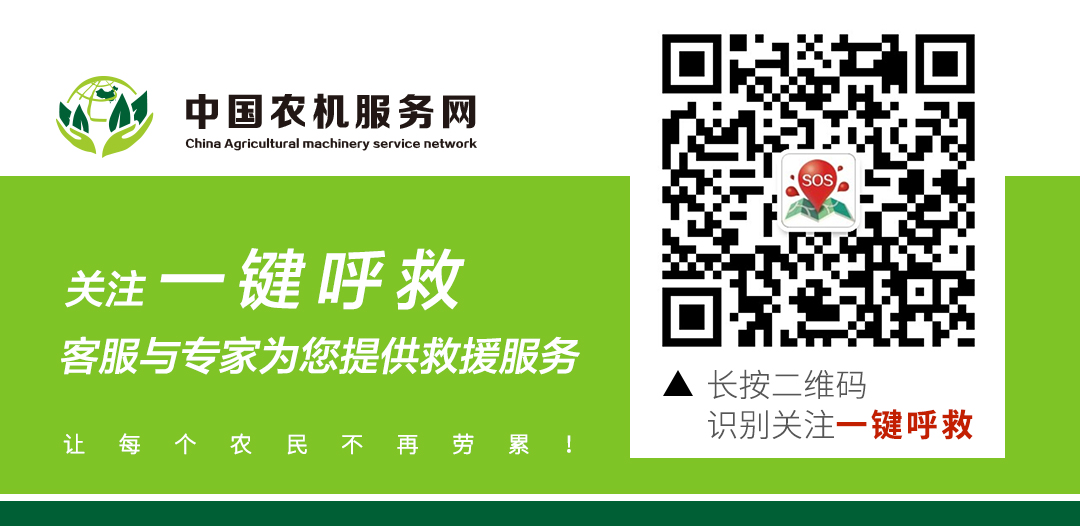 中国农机服务网
China Agricultural machinery service network
SOS
关注一键呼救
客服与专家为您提供救援服务
让每个农民不再劳累！
▲ 长按二维码
识别关注一键呼救